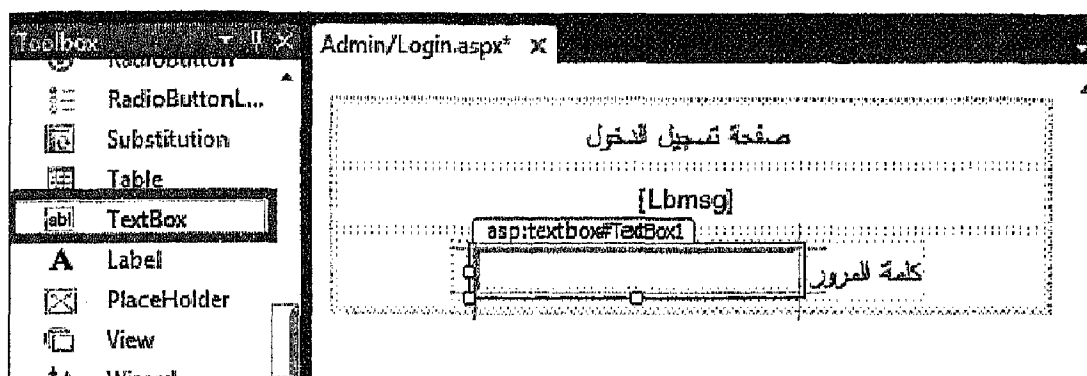 Toolbox
Admin/Login.aspx*
RadioButton
RadioButtonL...
Substitution
Table
TextBox
Label
PlaceHolder
View
صفحة تسجيل الدخول
[Lbmsg]
asp:textbox#TextBox1
كلمة المرور